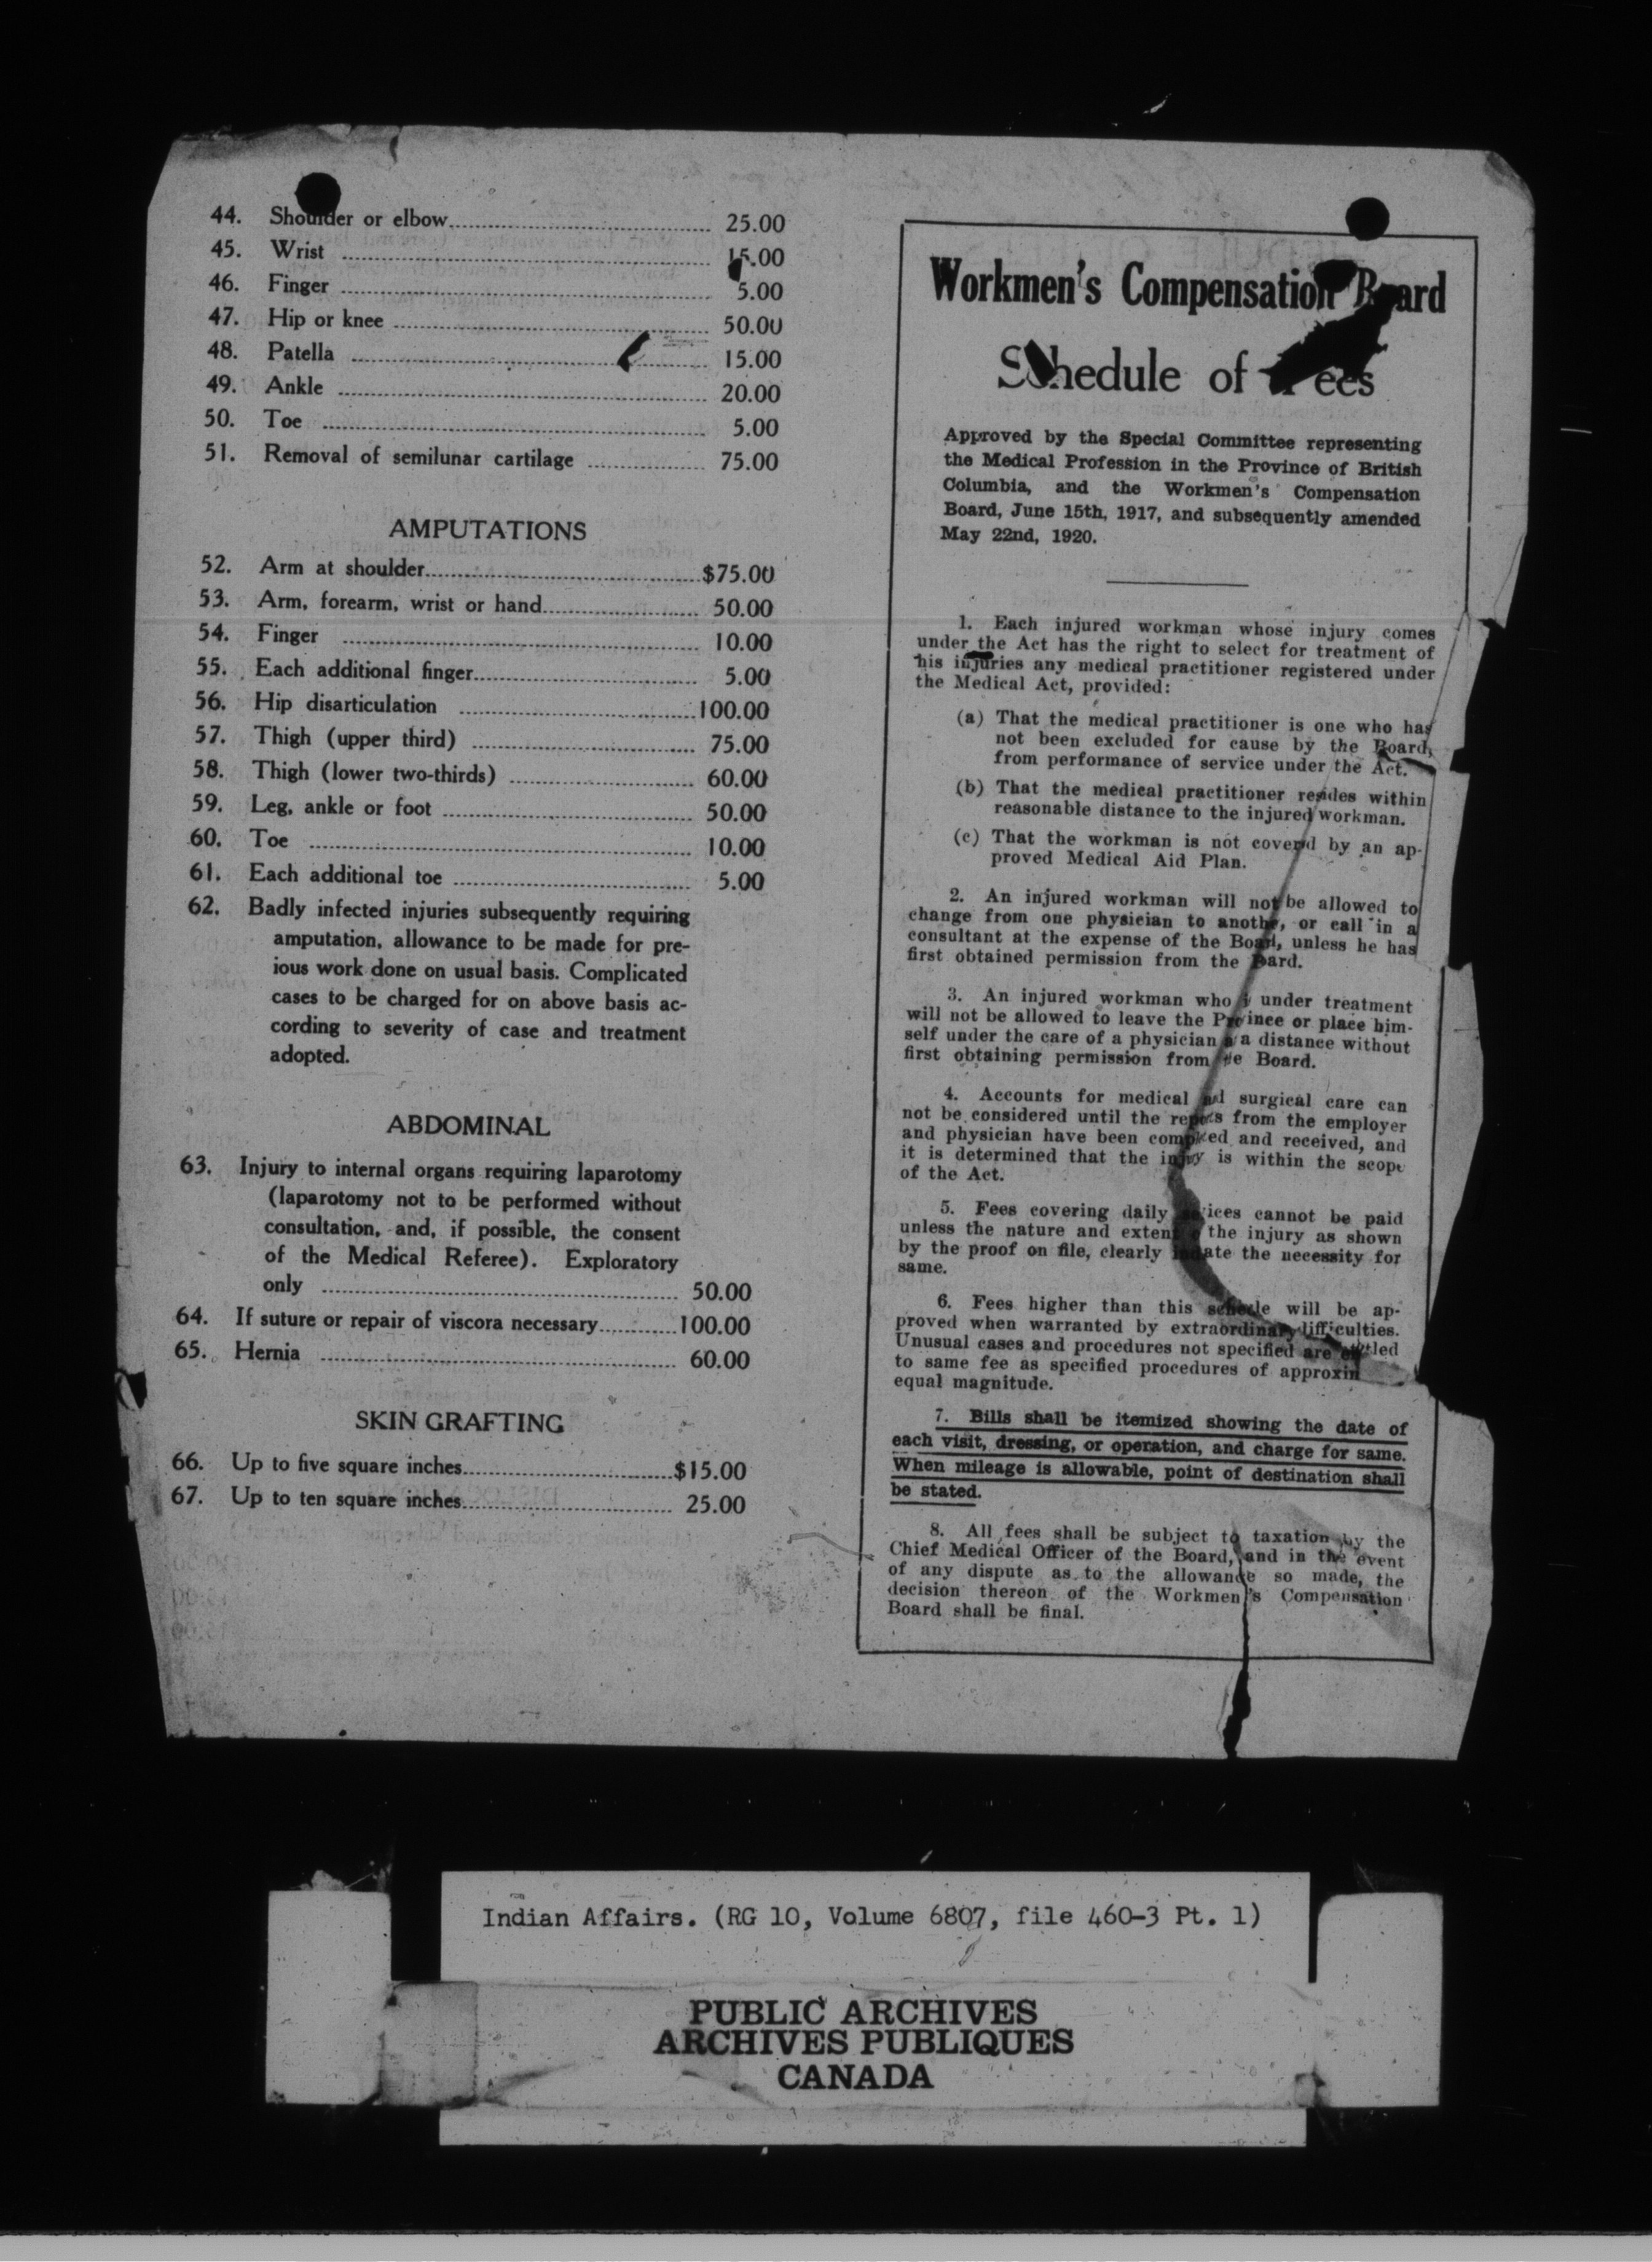 44. Shoulder or elbow 25.00
45. Wrist 15.00
46. Finger 5.00
47. Hip or knee 50.00
48. Patella 15.00
49. Ankle 20.00
50. Toe 5.00
51. Removal of semilunar cartilage 75.00
AMPUTATIONS
52. Arm at shoulder $75.00
53. Arm, forearm, wrist or hand 50.00
54. Finger 10.00
55. Each additional finger 5.00
56. Hip disarticulation 100.00
57. Thigh (upper third) 75.00
58. Thigh (lower two-thirds) 60.00
59. Leg, ankle or foot 50.00
60. Toe 10.00
61. Each additional toe 5.00
62. Badly infected injuries subsequently requiring
amputation, allowance to be made for pre-
ious work done on usual basis. Complicated
cases to be charged for on above basis ac-
cording to severity of case and treatment
adopted.
ABDOMINAL
63. Injury to internal organs requiring laparotomy
(laparotomy not to be performed without
consultation, and, if possible, the consent
of the Medical Referee). Exploratory
only 50.00
64. If suture or repair of viscora necessary 100.00
65. Hernia 60.00
SKIN GRAFTING
66. Up to five square inches $15.00
67. Up to ten square inches 25.00
Workmen's Compensation Board
Schedule of Fees
Approved by the Special Committee representing
the Medical Profession in the Province of British
Columbia, and the Workmen's Compensation
Board, June 15th, 1917, and subsequently amended
May 22nd, 1920.
1. Each injured workman whose injury comes
under the Act has the right to select for treatment of
his injuries any medical practitioner registered under
the Medical Act, provided:
(a) That the medical practitioner is one who has
not been excluded for cause by the Board,
from performance of service under the Act.
(b) That the medical practitioner resides within
reasonable distance to the injured workman.
(c) That the workman is not covered by an ap-
proved Medical Aid Plan.
2. An injured workman will not be allowed to
change from one physician to another, or call in a
consultant at the expense of the Board, unless he has
first obtained permission from the Board.
3. An injured workman who is under treatment
will not be allowed to leave the Province or place him-
self under the care of a physician at a distance without
first obtaining permission from the Board.
4. Accounts for medical and surgical care can
not be considered until the reports from the employer
and physician have been completed and received, and
it is determined that the injury is within the scope
of the Act.
5. Fees covering daily services cannot be paid
unless the nature and extent of the injury as shown
by the proof on file, clearly indicate the necessity for
same.
6. Fees higher than this schedule will be ap-
proved when warranted by extraordinary difficulties.
Unusual cases and procedures not specified are entitled
to same fee as specified procedures of
equal magnitude.
7. Bills shall be itemized showing the date of
each visit, dressing, or operation, and charge for same.
When mileage is allowable, point of destination shall
be stated.
8. All fees shall be subject to taxation by the
Chief Medical Officer of the Board, and in the event
of any dispute as to the allowance so made, the
decision thereon of the Workmen's Compensation
Board shall be final.
Indian Affairs. (RG 10, Volume 6807, file 460-3 Pt. 1)
PUBLIC ARCHIVES
ARCHIVES PUBLIQUES
CANADA